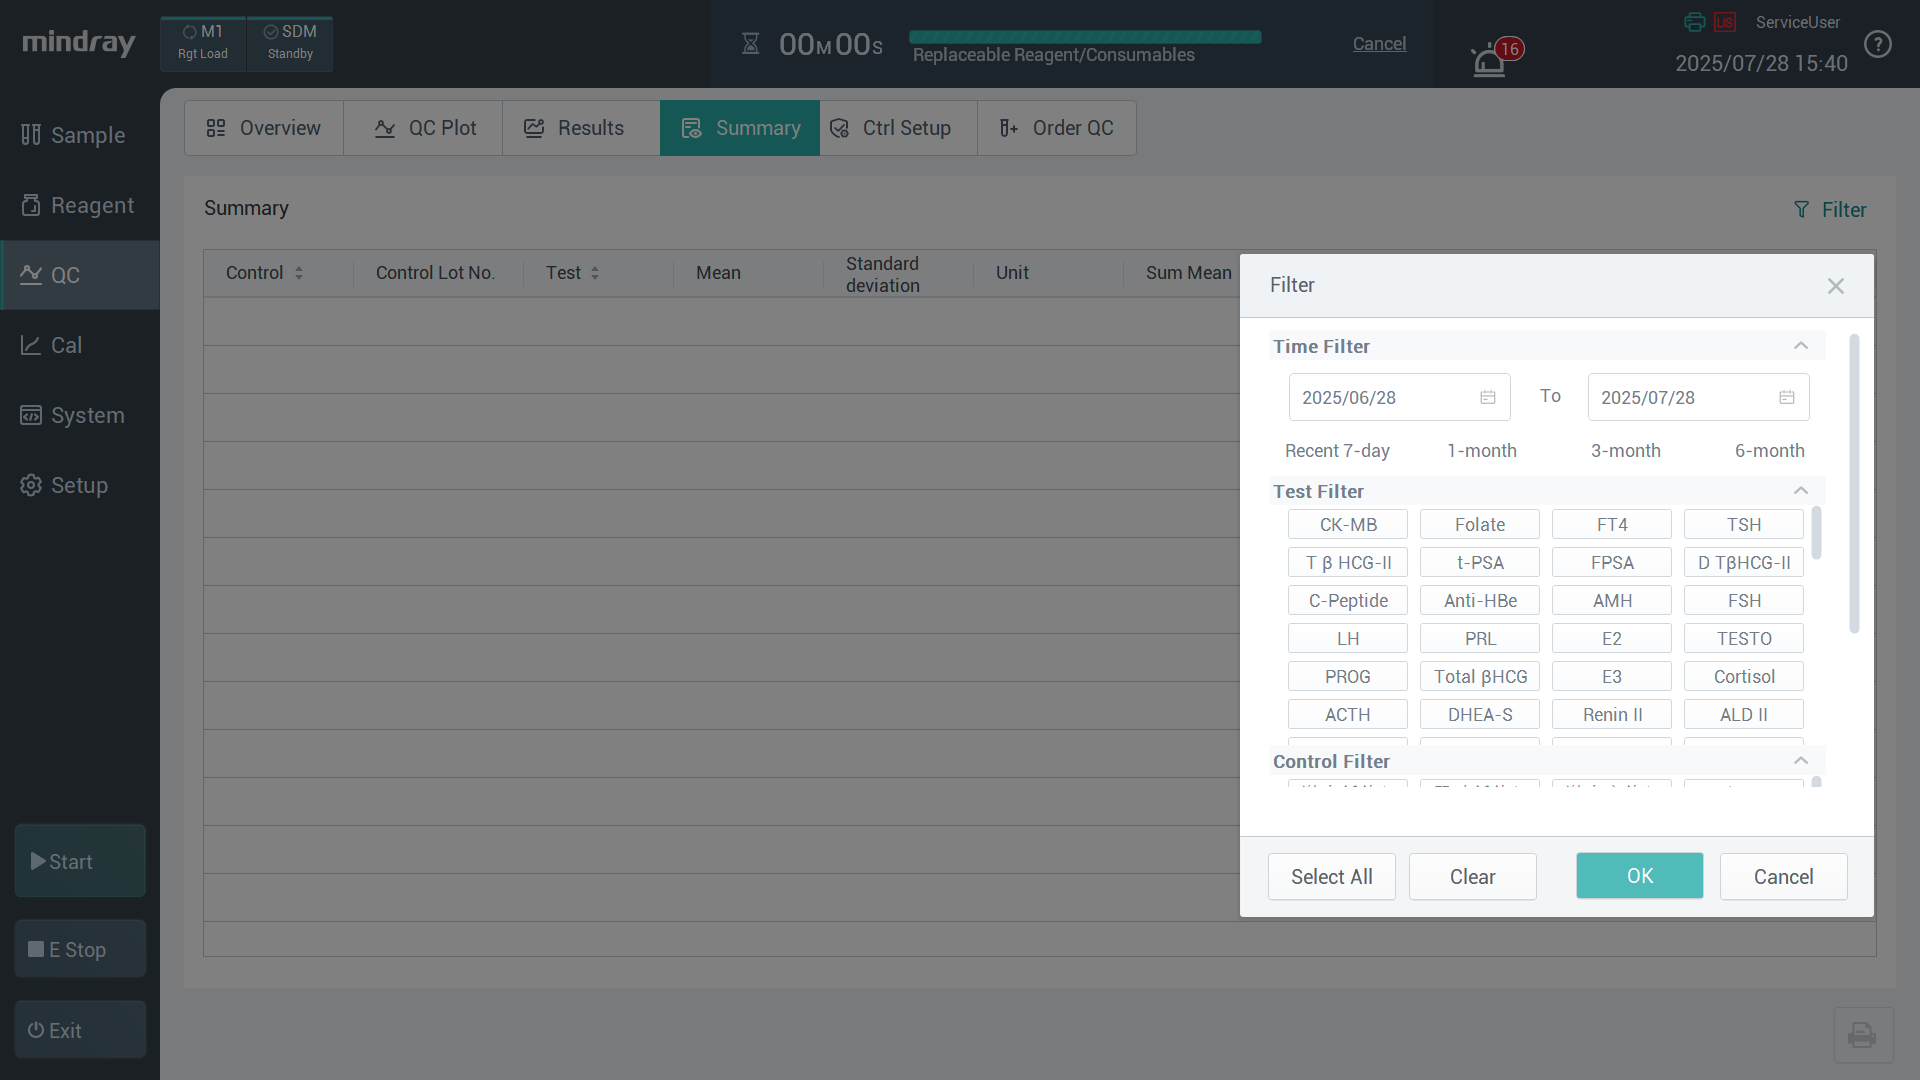 mindray
M1
Rgt Load
SDM
Standby
00M00S
Replaceable Reagent/Consumables
Cancel
16
LIS
ServiceUser
2025/07/28 15:40
?
Sample
Reagent
QC
Cal
System
Setup
Start
E Stop
Exit
Overview
QC Plot
Results
Summary
Ctrl Setup
Order QC
Summary
Filter
Control
Control Lot No.
Test
Mean
Standard
deviation
Unit
Sum Mean
Filter
Time Filter
2025/06/28
To
2025/07/28
Recent 7-day
1-month
3-month
6-month
Test Filter
CK-MB
Folate
FT4
TSH
T β HCG-II
t-PSA
FPSA
D TβHCG-II
C-Peptide
Anti-HBe
AMH
FSH
LH
PRL
E2
TESTO
PROG
Total βHCG
E3
Cortisol
ACTH
DHEA-S
Renin II
ALD II
Control Filter
Select All
Clear
OK
Cancel